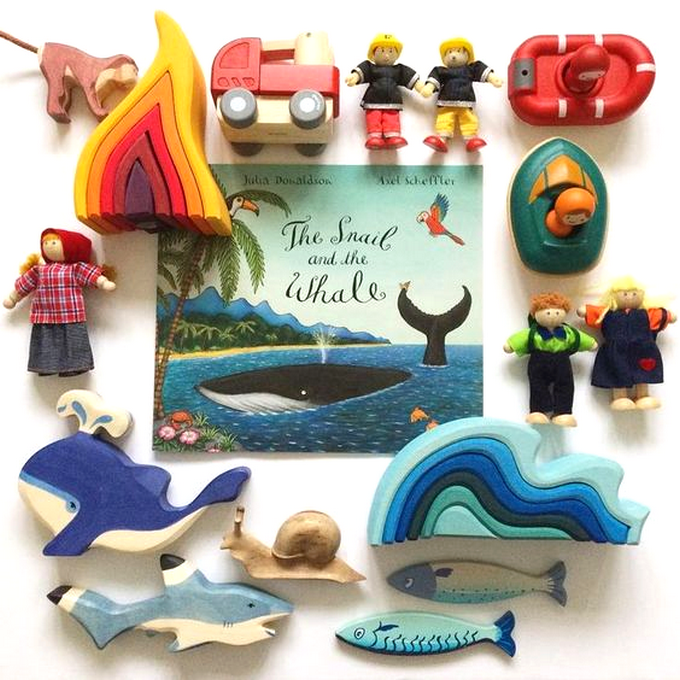 Julia Donaldson Axel Scheffler
The Snail
and the
Whale